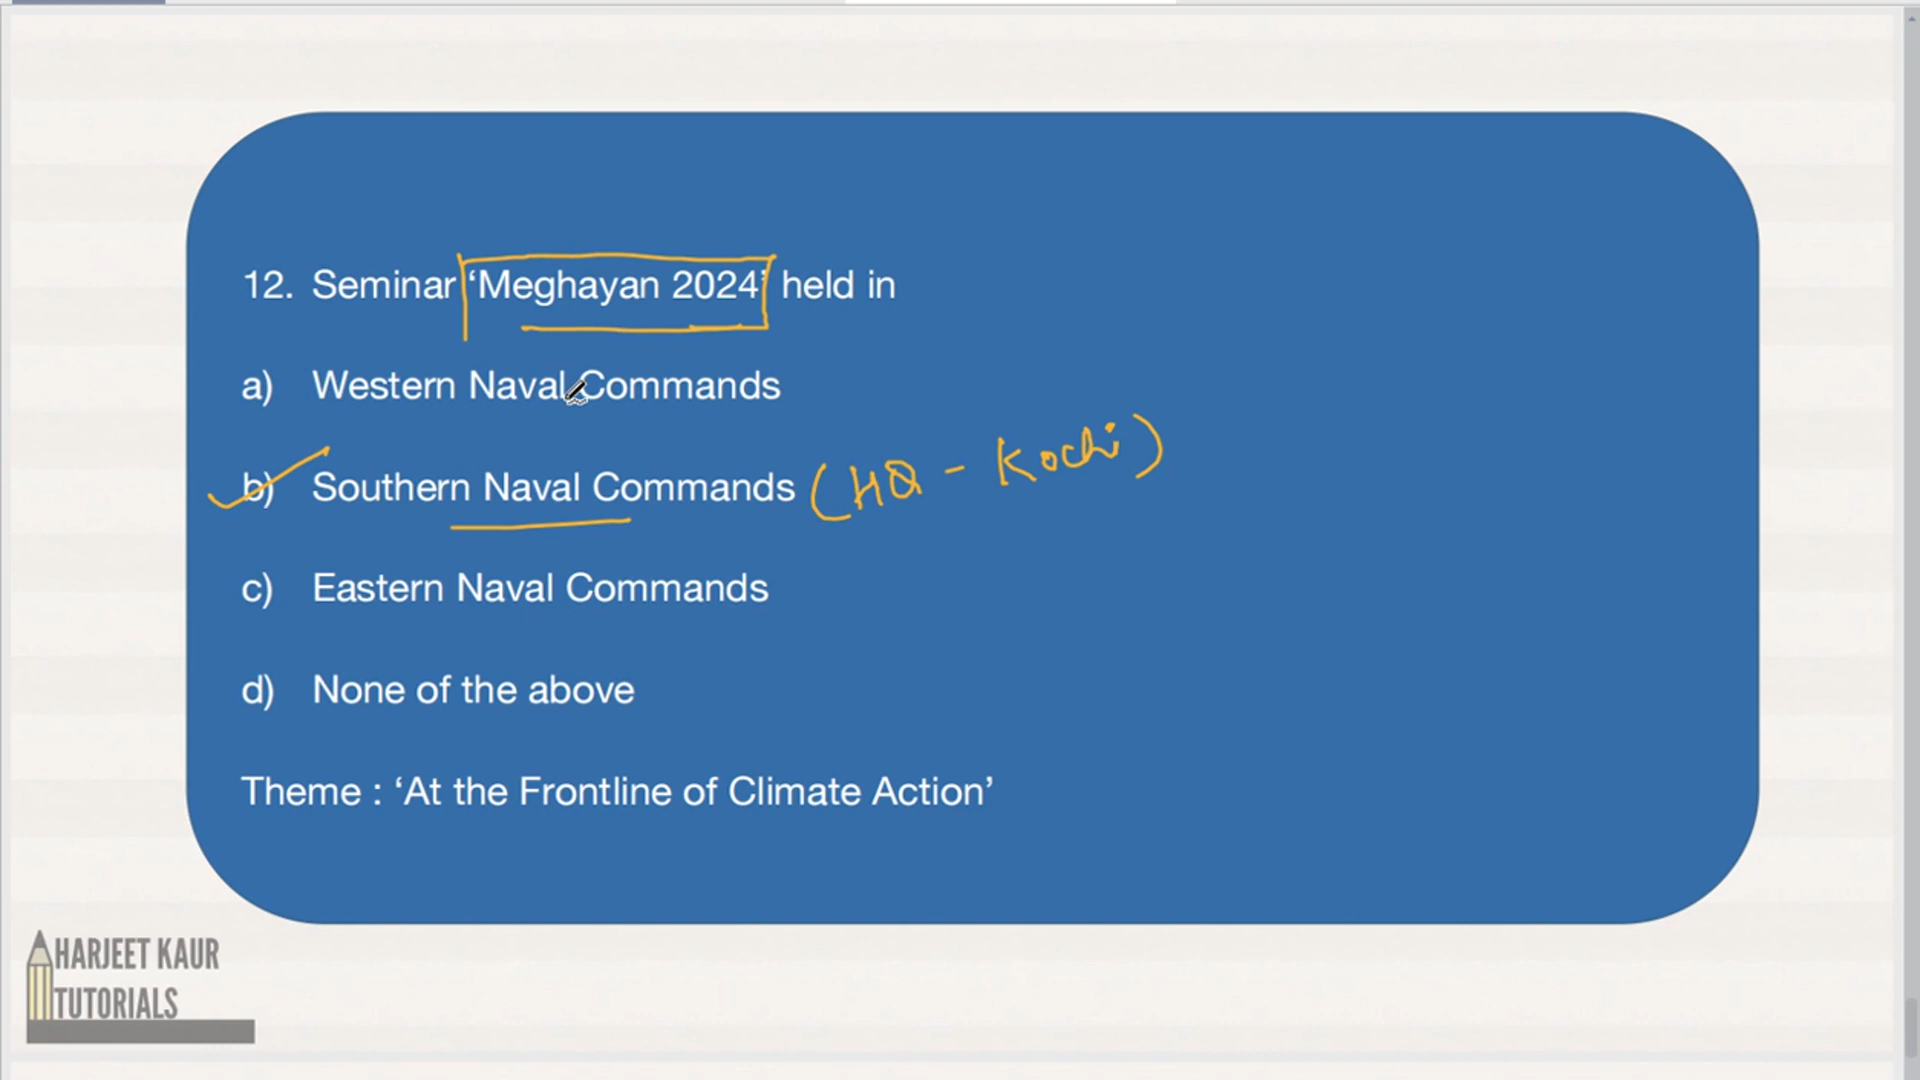 12. Seminar ‘Meghayan 2024’ held in
a) Western Naval Commands
b) Southern Naval Commands (HQ - Kochi)
c) Eastern Naval Commands
d) None of the above
Theme : ‘At the Frontline of Climate Action’
HARJEET KAUR
TUTORIALS